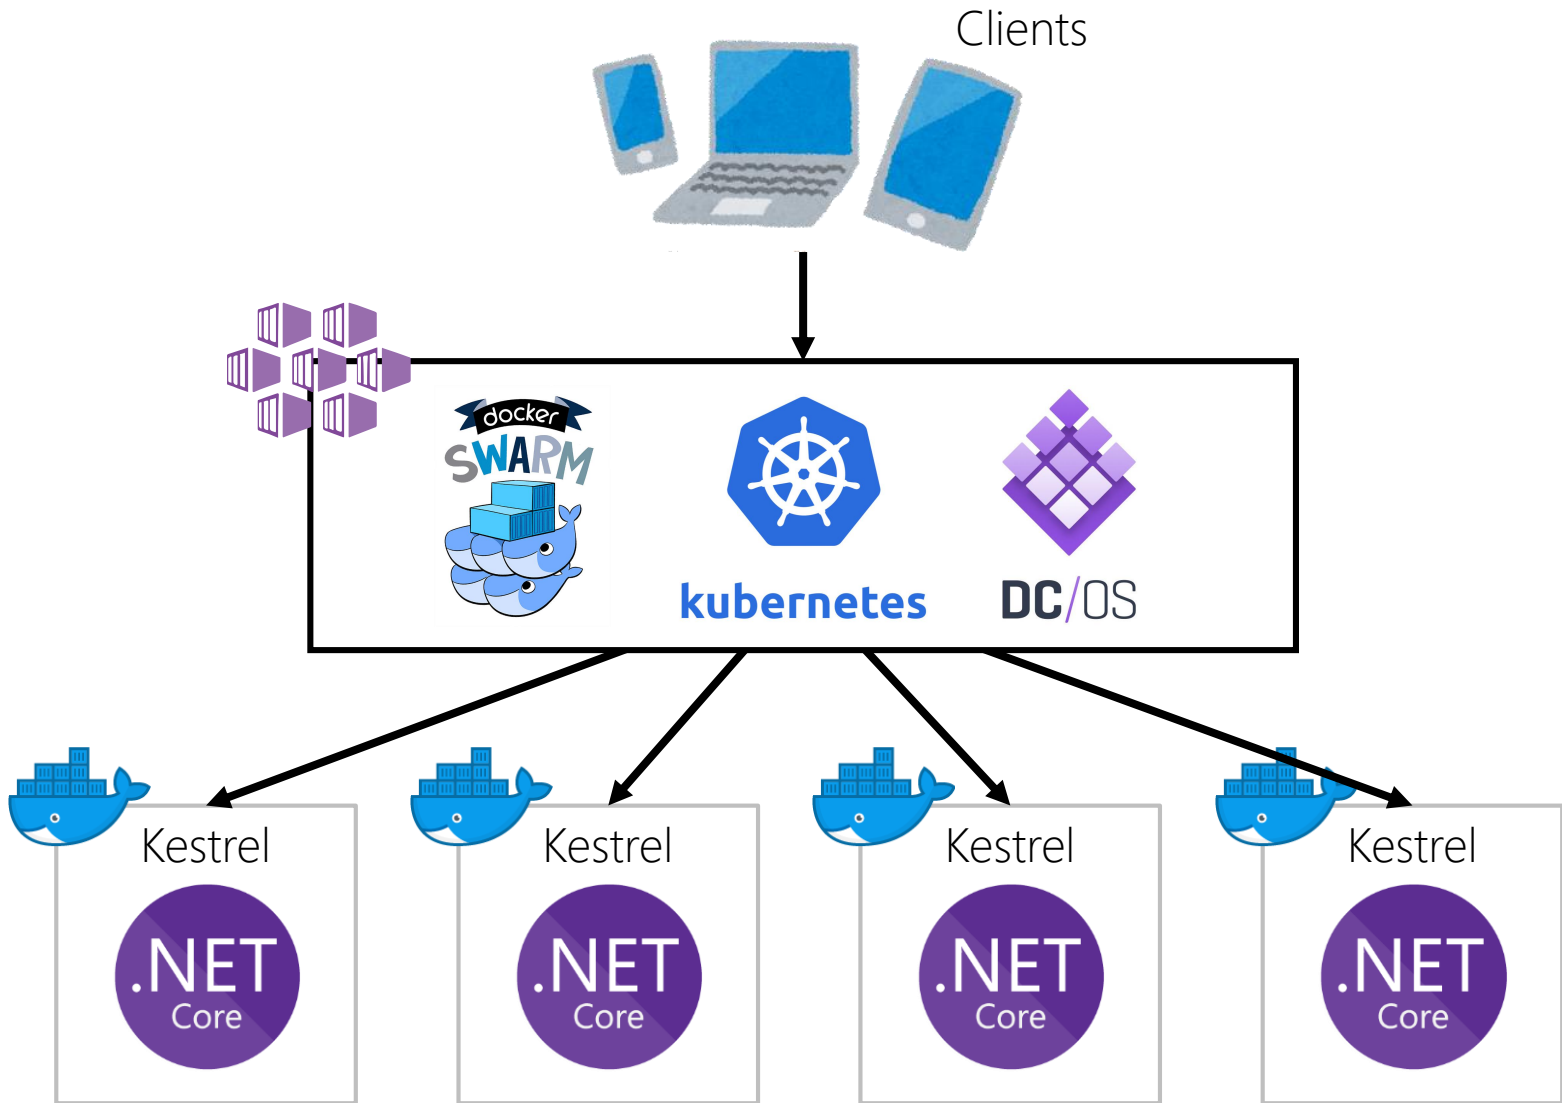 Clients
docker
SWARM
kubernetes
DC/OS
Kestrel
.NET
Core
Kestrel
.NET
Core
Kestrel
.NET
Core
Kestrel
.NET
Core